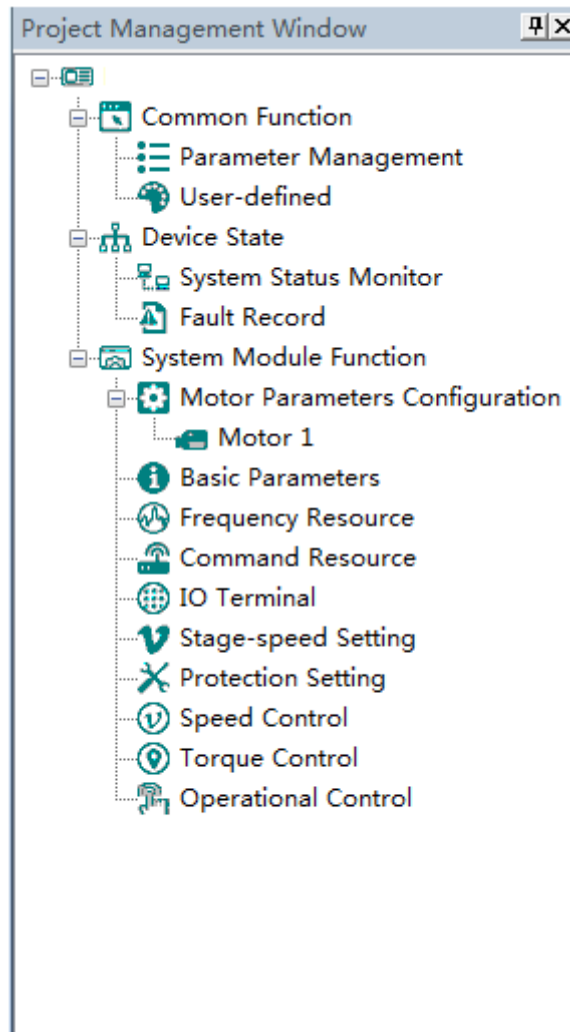 Project Management Window
Common Function
Parameter Management
User-defined
Device State
System Status Monitor
Fault Record
System Module Function
Motor Parameters Configuration
Motor 1
Basic Parameters
Frequency Resource
Command Resource
IO Terminal
Stage-speed Setting
Protection Setting
Speed Control
Torque Control
Operational Control